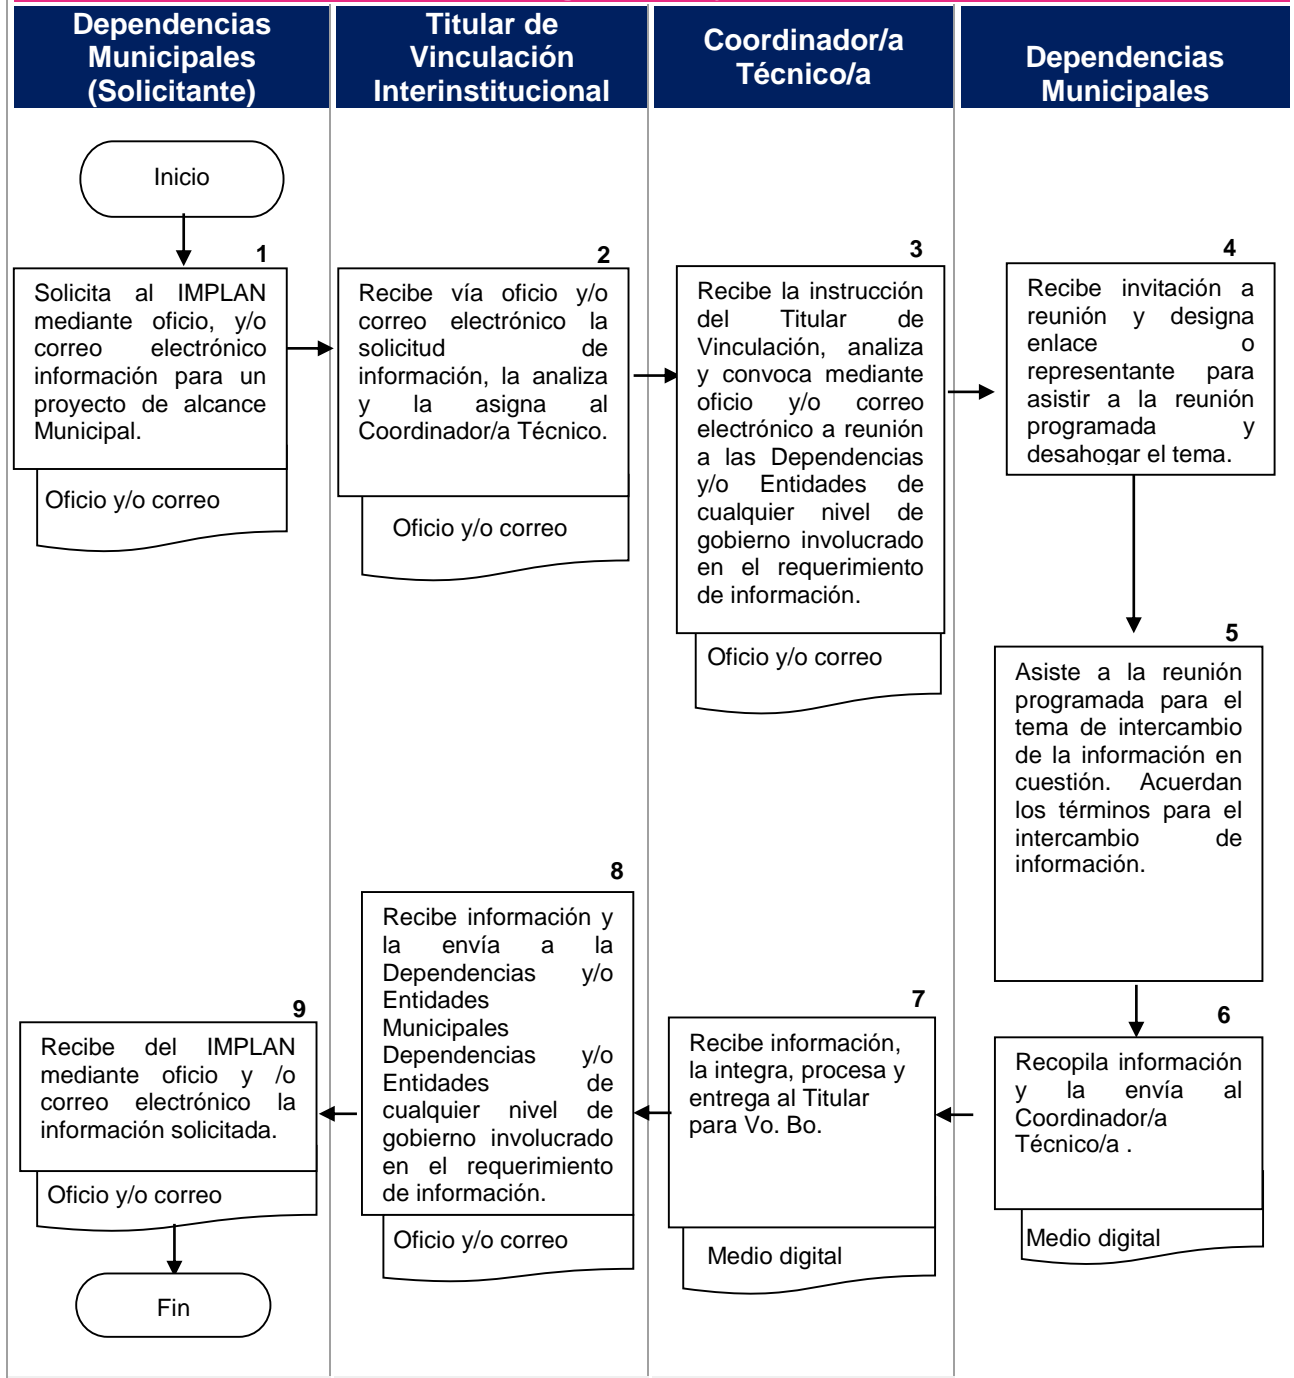 Dependencias
Municipales
(Solicitante)
Titular de
Vinculación
Interinstitucional
Coordinador/a
Técnico/a
Dependencias
Municipales
Inicio
1
Solicita al IMPLAN
mediante oficio, y/o
correo electrónico
información para un
proyecto de alcance
Municipal.
Oficio y/o correo
2
Recibe vía oficio y/o
correo electrónico la
solicitud de
información, la analiza
y la asigna al
Coordinador/a Técnico.
Oficio y/o correo
3
Recibe la instrucción
del Titular de
Vinculación, analiza
y convoca mediante
oficio y/o correo
electrónico a reunión
a las Dependencias
y/o Entidades de
cualquier nivel de
gobierno involucrado
en el requerimiento
de información.
Oficio y/o correo
4
Recibe invitación a
reunión y designa
enlace o
representante para
asistir a la reunión
programada y
desahogar el tema.
5
Asiste a la reunión
programada para el
tema de intercambio
de la información en
cuestión. Acuerdan
los términos para el
intercambio de
información.
6
Recopila información
y la envía al
Coordinador/a
Técnico/a .
Medio digital
7
Recibe información,
la integra, procesa y
entrega al Titular
para Vo. Bo.
Medio digital
8
Recibe información y
la envía a la
Dependencias y/o
Entidades
Municipales
Dependencias y/o
Entidades de
cualquier nivel de
gobierno involucrado
en el requerimiento
de información.
Oficio y/o correo
9
Recibe del IMPLAN
mediante oficio y /o
correo electrónico la
información solicitada.
Oficio y/o correo
Fin